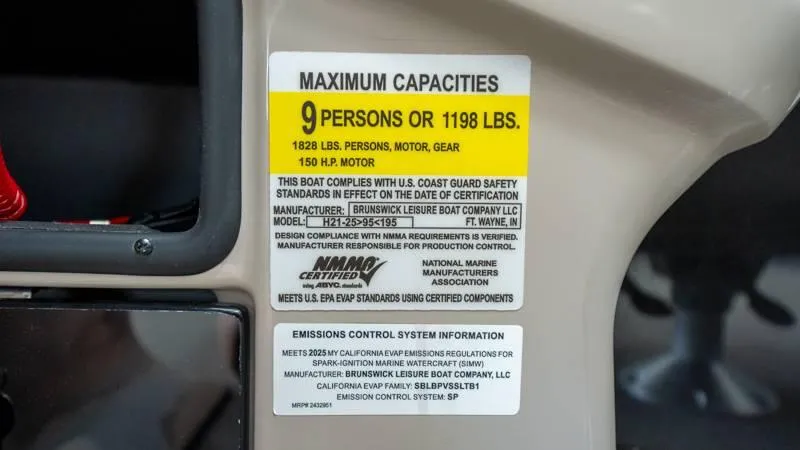 MAXIMUM CAPACITIES
9 PERSONS OR 1198 LBS.
1828 LBS. PERSONS, MOTOR, GEAR
150 H.P. MOTOR
THIS BOAT COMPLIES WITH U.S. COAST GUARD SAFETY
STANDARDS IN EFFECT ON THE DATE OF CERTIFICATION
MANUFACTURER: BRUNSWICK LEISURE BOAT COMPANY LLC
MODEL: H21-25>95<195 FT. WAYNE, IN
DESIGN COMPLIANCE WITH NMMA REQUIREMENTS IS VERIFIED.
MANUFACTURER RESPONSIBLE FOR PRODUCTION CONTROL.
NMMA
CERTIFIED
using ABYC. standards
NATIONAL MARINE
MANUFACTURERS
ASSOCIATION
MEETS U.S. EPA EVAP STANDARDS USING CERTIFIED COMPONENTS
EMISSIONS CONTROL SYSTEM INFORMATION
MEETS 2025 MY CALIFORNIA EVAP EMISSIONS REGULATIONS FOR
SPARK-IGNITION MARINE WATERCRAFT (SIMW)
MANUFACTURER: BRUNSWICK LEISURE BOAT COMPANY, LLC
CALIFORNIA EVAP FAMILY: SBLBPVSSLTB1
EMISSION CONTROL SYSTEM: SP
MRP# 2432951